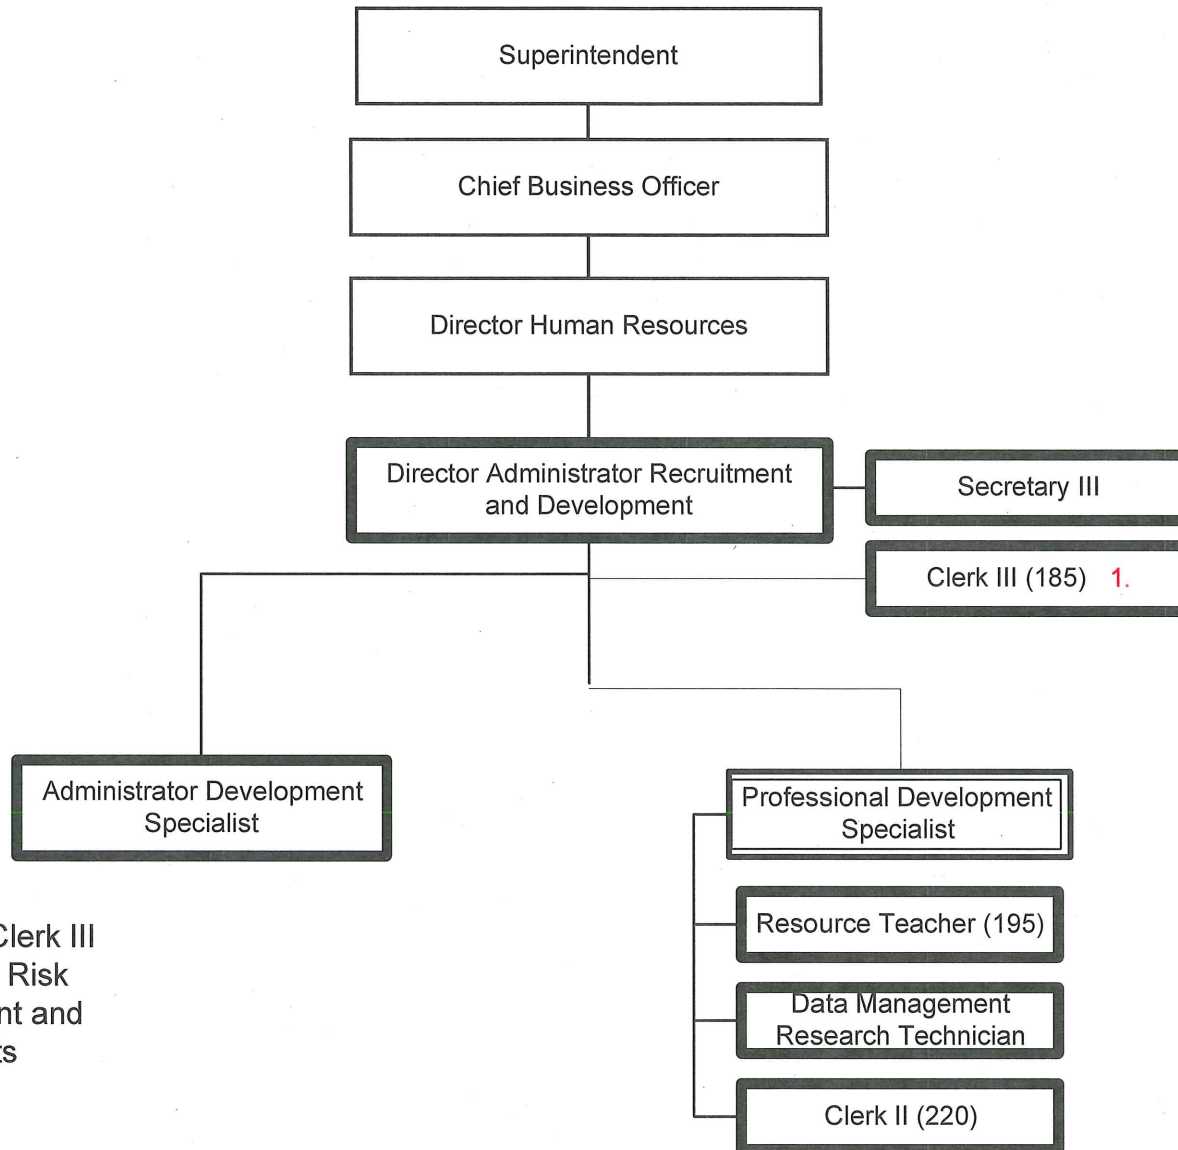 Superintendent
Chief Business Officer
Director Human Resources
Director Administrator Recruitment
and Development
Secretary III
Clerk III (185) 1.
Administrator Development
Specialist
Professional Development
Specialist
Resource Teacher (195)
Data Management
Research Technician
Clerk II (220)
Clerk III
Risk
and